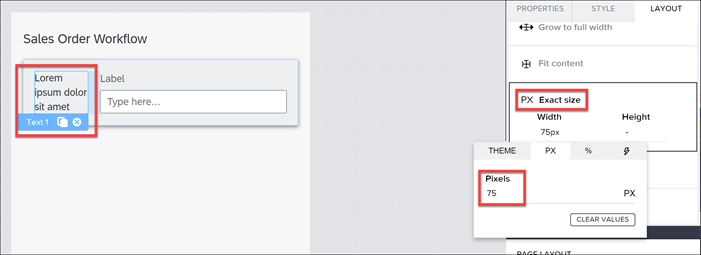 PROPERTIES STYLE LAYOUT
Grow to full width
Sales Order Workflow
Fit content
Lorem
ipsum dolor
sit amet
Label
Type here...
Text 1
PX Exact size
Width Height
75px -
THEME PX %
Pixels
75 PX
CLEAR VALUES
PAGE LAYOUT